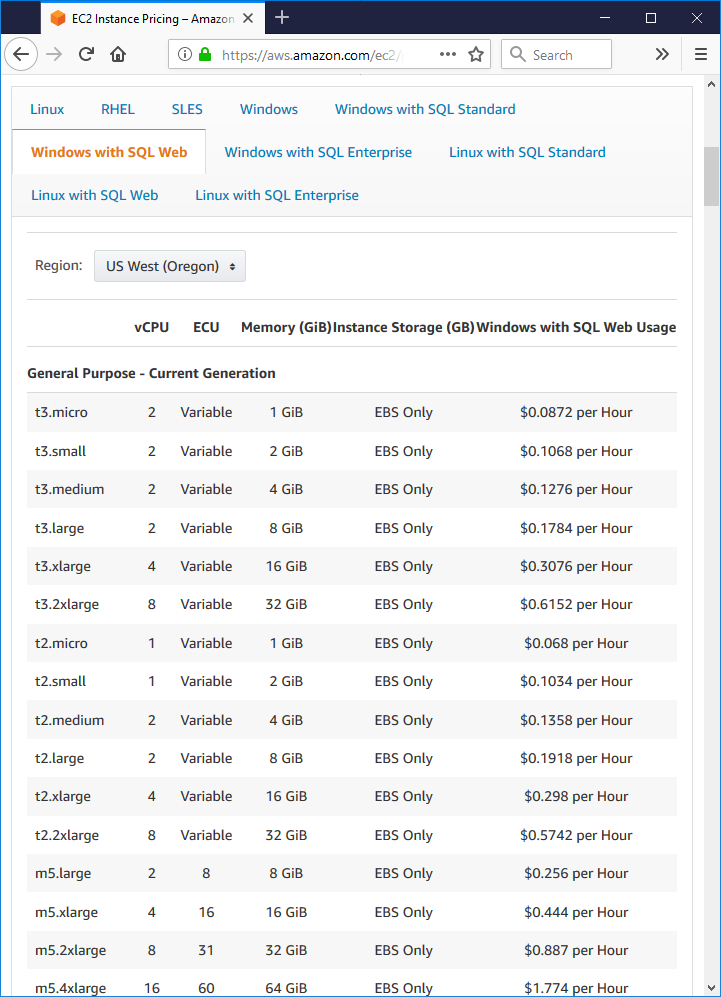 EC2 Instance Pricing – Amazon
https://aws.amazon.com/ec2/
Search
Linux RHEL SLES Windows Windows with SQL Standard
Windows with SQL Web Windows with SQL Enterprise Linux with SQL Standard
Linux with SQL Web Linux with SQL Enterprise
Region: US West (Oregon)
vCPU ECU Memory (GiB) Instance Storage (GB) Windows with SQL Web Usage
General Purpose - Current Generation
t3.micro 2 Variable 1 GiB EBS Only $0.0872 per Hour
t3.small 2 Variable 2 GiB EBS Only $0.1068 per Hour
t3.medium 2 Variable 4 GiB EBS Only $0.1276 per Hour
t3.large 2 Variable 8 GiB EBS Only $0.1784 per Hour
t3.xlarge 4 Variable 16 GiB EBS Only $0.3076 per Hour
t3.2xlarge 8 Variable 32 GiB EBS Only $0.6152 per Hour
t2.micro 1 Variable 1 GiB EBS Only $0.068 per Hour
t2.small 1 Variable 2 GiB EBS Only $0.1034 per Hour
t2.medium 2 Variable 4 GiB EBS Only $0.1358 per Hour
t2.large 2 Variable 8 GiB EBS Only $0.1918 per Hour
t2.xlarge 4 Variable 16 GiB EBS Only $0.298 per Hour
t2.2xlarge 8 Variable 32 GiB EBS Only $0.5742 per Hour
m5.large 2 8 8 GiB EBS Only $0.256 per Hour
m5.xlarge 4 16 16 GiB EBS Only $0.444 per Hour
m5.2xlarge 8 31 32 GiB EBS Only $0.887 per Hour
m5.4xlarge 16 60 64 GiB EBS Only $1.774 per Hour